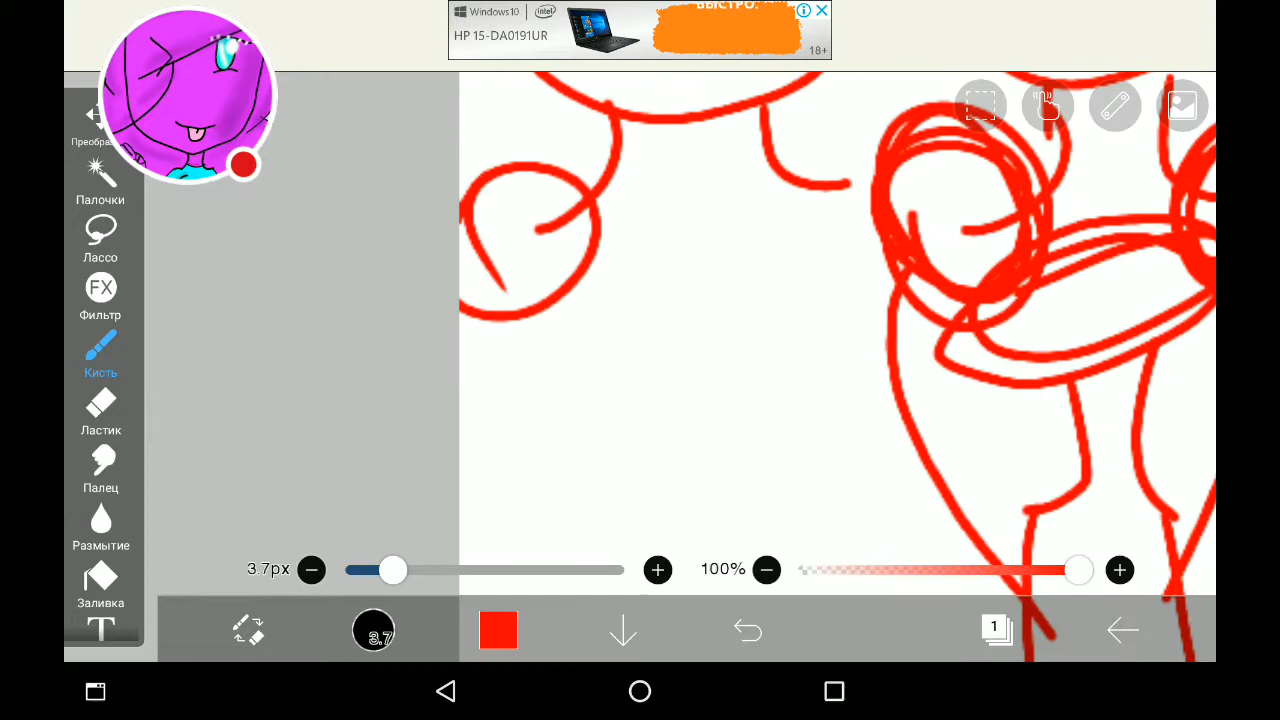 Windows 10
intel
БЫСТРО.
HP 15-DA0191UR
18+
Преобраз
Палочки
Лассо
FX
Фильтр
Кисть
Ластик
Палец
Размытие
Заливка
T
3.7px
100%
3.7
1